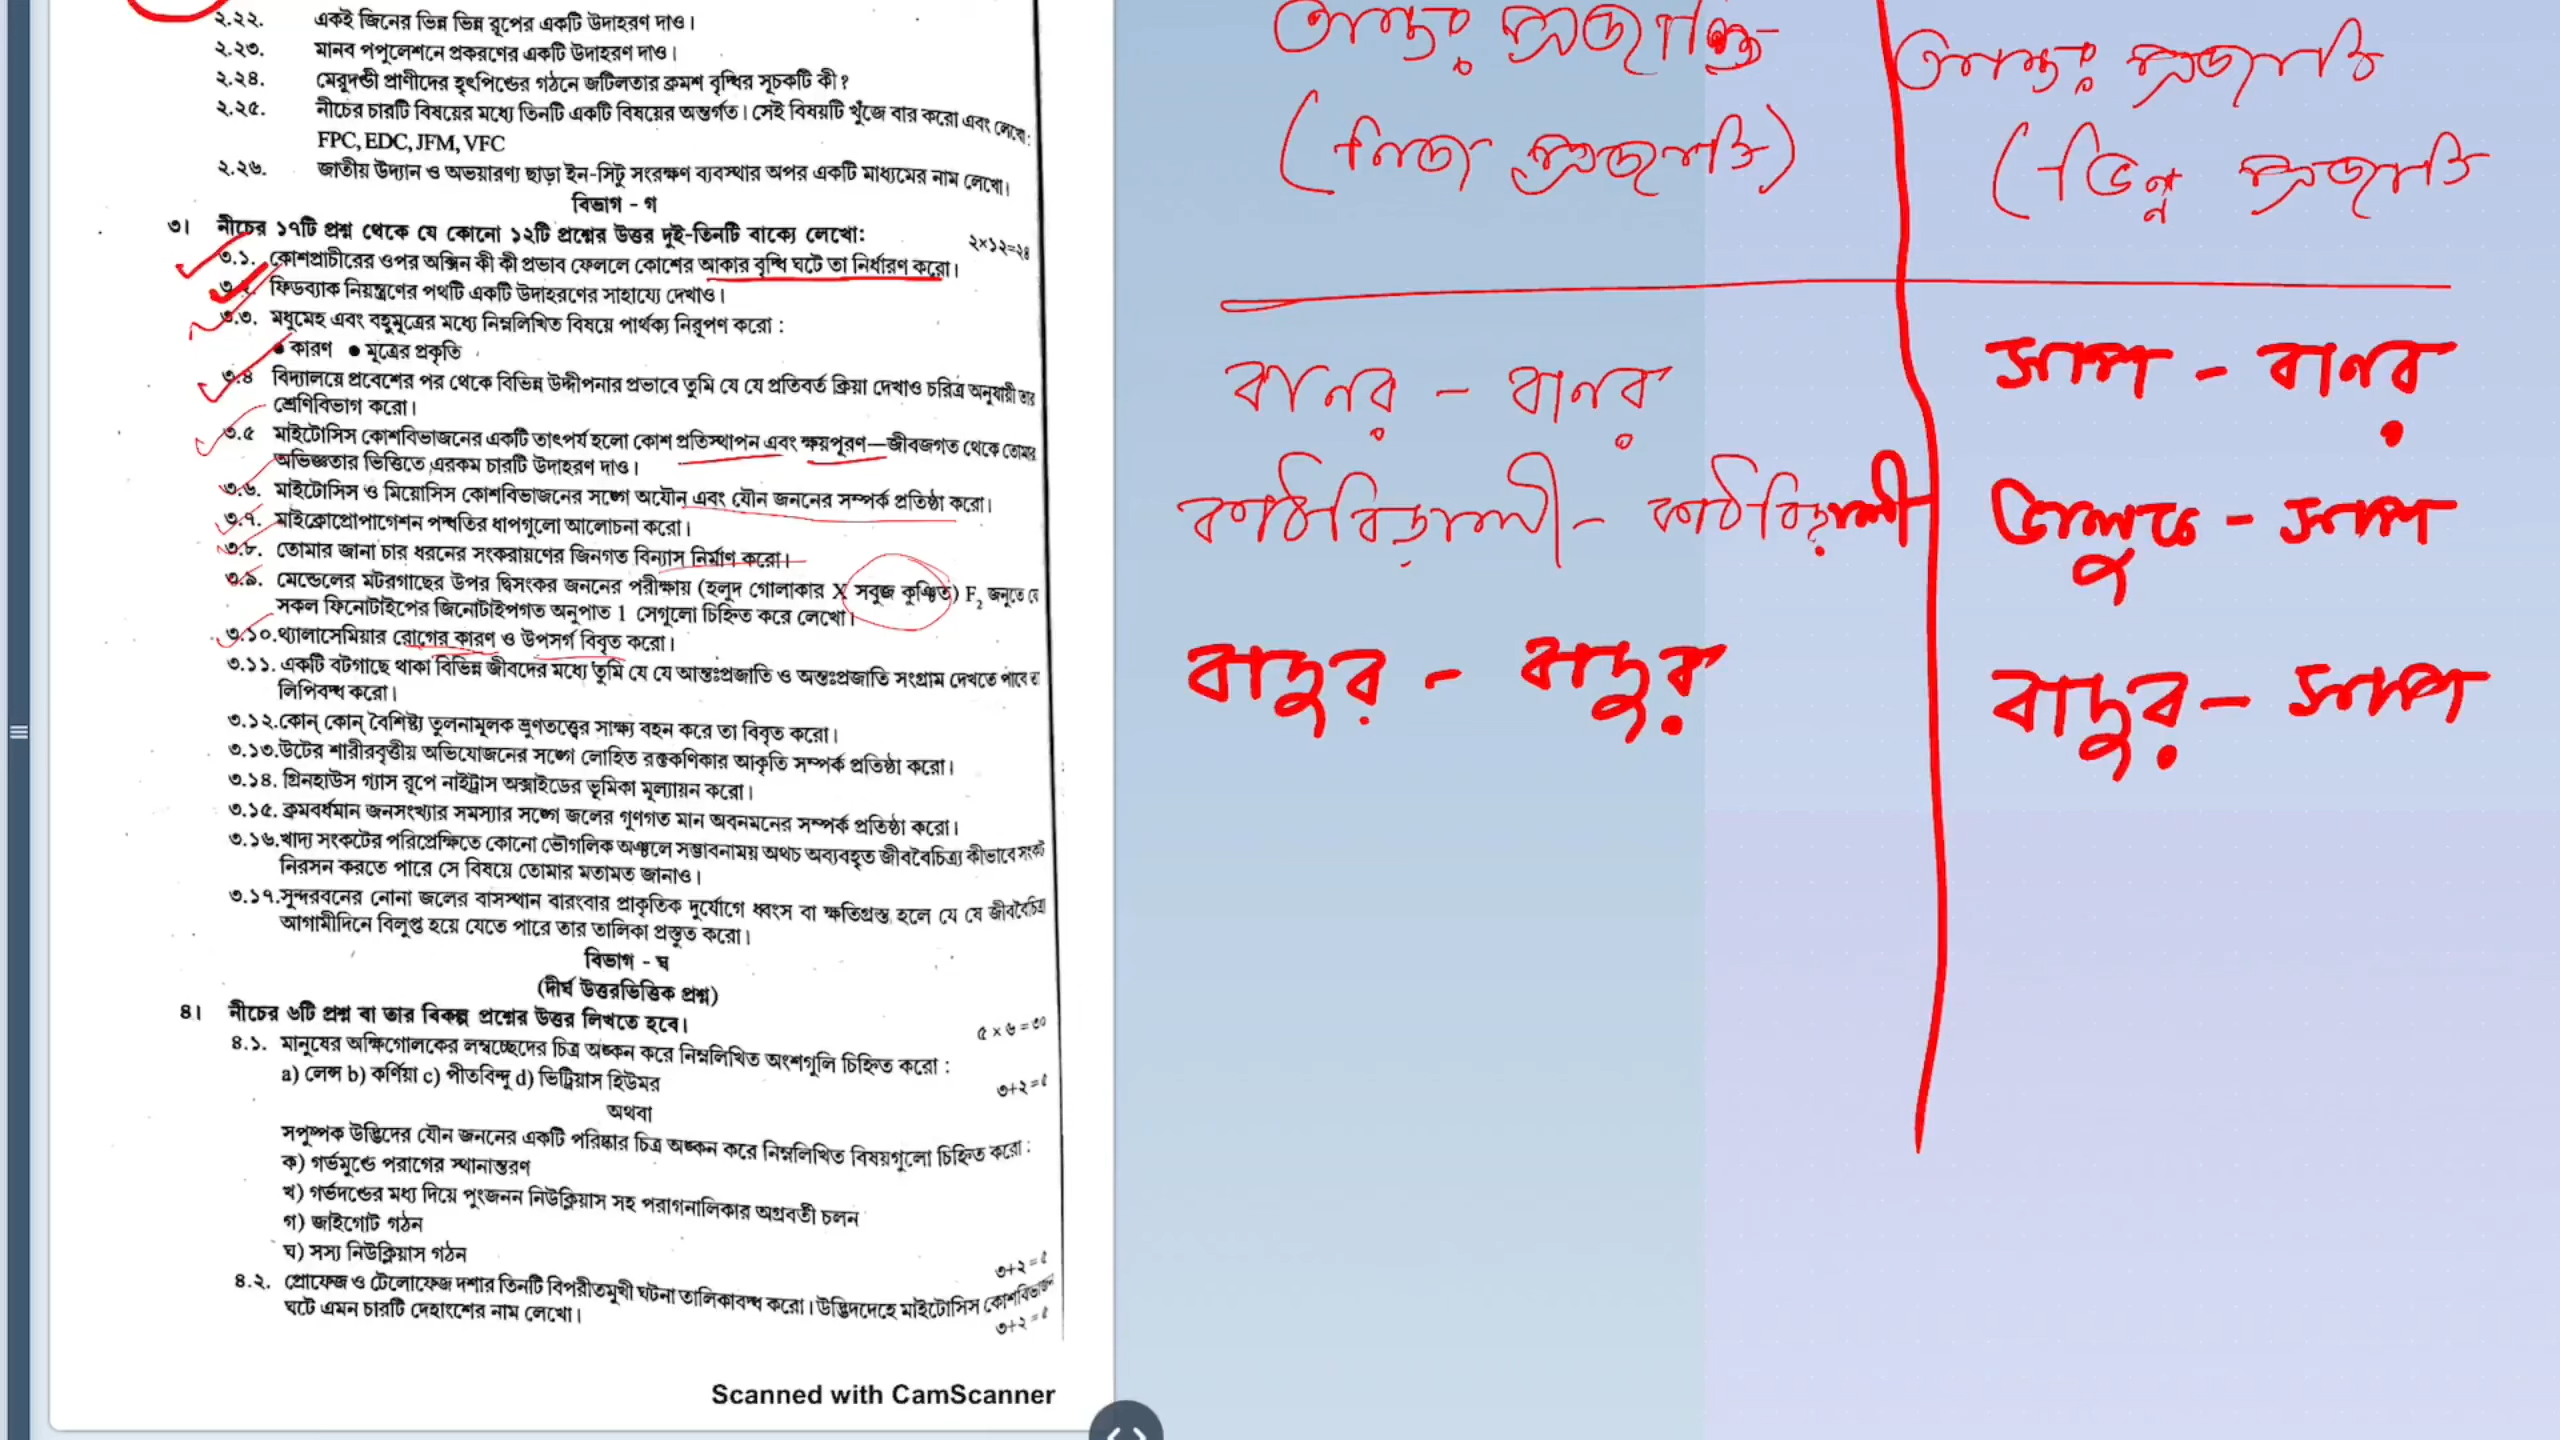 ২.২২. একই জিনের ভিন্ন ভিন্ন রূপের একটি উদাহরণ দাও।
২.২৩. মানব পপুলেশনে প্রকরণের একটি উদাহরণ দাও।
২.২৪. মেরুদণ্ডী প্রাণীদের হৃৎপিণ্ডের গঠনে জটিলতার ক্রমশ বৃদ্ধির সূচকটি কী?
২.২৫. নীচের চারটি বিষয়ের মধ্যে তিনটি একটি বিষয়ের অন্তর্গত। সেই বিষয়টি খুঁজে বার করো এবং লেখো:
FPC, EDC, JFM, VFC
২.২৬. জাতীয় উদ্যান ও অভয়ারণ্য ছাড়া ইন-সিটু সংরক্ষণ ব্যবস্থার অপর একটি মাধ্যমের নাম লেখো।
বিভাগ - গ
৩। নীচের ১৭টি প্রশ্ন থেকে যে কোনো ১২টি প্রশ্নের উত্তর দুই-তিনটি বাক্যে লেখো: ২×১২=২৪
৩.১. কোশপ্রাচীরের ওপর অক্সিন কী কী প্রভাব ফেললে কোশের আকার বৃদ্ধি ঘটে তা নির্ধারণ করো।
৩.২. ফিডব্যাক নিয়ন্ত্রণের পথটি একটি উদাহরণের সাহায্যে দেখাও।
৩.৩. মধুমেহ এবং বহুমূত্রের মধ্যে নিম্নলিখিত বিষয়ে পার্থক্য নিরূপণ করো :
● কারণ ● মূত্রের প্রকৃতি
৩.৪ বিদ্যালয়ে প্রবেশের পর থেকে বিভিন্ন উদ্দীপনার প্রভাবে তুমি যে যে প্রতিবর্ত ক্রিয়া দেখাও চরিত্র অনুযায়ী তার
শ্রেণিবিভাগ করো।
৩.৫ মাইটোসিস কোশবিভাজনের একটি তাৎপর্য হলো কোশ প্রতিস্থাপন এবং ক্ষয়পূরণ—জীবজগত থেকে তোমার
অভিজ্ঞতার ভিত্তিতে এরকম চারটি উদাহরণ দাও।
৩.৬. মাইটোসিস ও মিয়োসিস কোশবিভাজনের সঙ্গে অযৌন এবং যৌন জননের সম্পর্ক প্রতিষ্ঠা করো।
৩.৭. মাইক্রোপ্রোপাগেশন পদ্ধতির ধাপগুলো আলোচনা করো।
৩.৮. তোমার জানা চার ধরনের সংকরায়ণের জিনগত বিন্যাস নির্মাণ করো।
৩.৯. মেন্ডেলের মটরগাছের উপর দ্বিসংকর জননের পরীক্ষায় (হলুদ গোলাকার X সবুজ কুঞ্চিত) F₂ জনুতে যে
সকল ফিনোটাইপের জিনোটাইপগত অনুপাত 1 সেগুলো চিহ্নিত করে লেখো।
৩.১০.থ্যালাসেমিয়ার রোগের কারণ ও উপসর্গ বিবৃত করো।
৩.১১. একটি বটগাছে থাকা বিভিন্ন জীবদের মধ্যে তুমি যে যে আন্তঃপ্রজাতি ও অন্তঃপ্রজাতি সংগ্রাম দেখতে পাবে তা
লিপিবদ্ধ করো।
৩.১২.কোন্ কোন্ বৈশিষ্ট্য তুলনামূলক ভ্রূণতত্ত্বের সাক্ষ্য বহন করে তা বিবৃত করো।
৩.১৩.উটের শারীরবৃত্তীয় অভিযোজনের সঙ্গে লোহিত রক্তকণিকার আকৃতি সম্পর্ক প্রতিষ্ঠা করো।
৩.১৪. গ্রিনহাউস গ্যাস রূপে নাইট্রাস অক্সাইডের ভূমিকা মূল্যায়ন করো।
৩.১৫. ক্রমবর্ধমান জনসংখ্যার সমস্যার সঙ্গে জলের গুণগত মান অবনমনের সম্পর্ক প্রতিষ্ঠা করো।
৩.১৬.খাদ্য সংকটের পরিপ্রেক্ষিতে কোনো ভৌগলিক অঞ্চলে সম্ভাবনাময় অথচ অব্যবহৃত জীববৈচিত্র্য কীভাবে সংকট
নিরসন করতে পারে সে বিষয়ে তোমার মতামত জানাও।
৩.১৭.সুন্দরবনের নোনা জলের বাসস্থান বারংবার প্রাকৃতিক দুর্যোগে ধ্বংস বা ক্ষতিগ্রস্ত হলে যে যে জীববৈচিত্র্য
আগামীদিনে বিলুপ্ত হয়ে যেতে পারে তার তালিকা প্রস্তুত করো।
বিভাগ - ঘ
(দীর্ঘ উত্তরভিত্তিক প্রশ্ন)
৪। নীচের ৬টি প্রশ্ন বা তার বিকল্প প্রশ্নের উত্তর লিখতে হবে। ৫ × ৬ = ৩০
৪.১. মানুষের অক্ষিগোলকের লম্বচ্ছেদের চিত্র অঙ্কন করে নিম্নলিখিত অংশগুলি চিহ্নিত করো :
a) লেন্স b) কর্ণিয়া c) পীতবিন্দু d) ভিট্রিয়াস হিউমর ৩+২=৫
অথবা
সপুষ্পক উদ্ভিদের যৌন জননের একটি পরিষ্কার চিত্র অঙ্কন করে নিম্নলিখিত বিষয়গুলো চিহ্নিত করো :
ক) গর্ভমুণ্ডে পরাগের স্থানান্তরণ
খ) গর্ভদণ্ডের মধ্য দিয়ে পুংজনন নিউক্লিয়াস সহ পরাগনালিকার অগ্রবর্তী চলন
গ) জাইগোট গঠন
ঘ) সস্য নিউক্লিয়াস গঠন ৩+২=৫
৪.২. প্রোফেজ ও টেলোফেজ দশার তিনটি বিপরীতমুখী ঘটনা তালিকাবদ্ধ করো। উদ্ভিদদেহে মাইটোসিস কোশবিভাজন
ঘটে এমন চারটি দেহাংশের নাম লেখো। ৩+২=৫
Scanned with CamScanner
প্রজাতি
প্রজাতি
(নিজ প্রজাতি)
(ভিন্ন প্রজাতি
বানর - বানর
সাপ - বানর
কাঠবিড়ালী - কাঠবিড়ালী
ভালুক - সাপ
বাদুর - বাদুর
বাদুর - সাপ